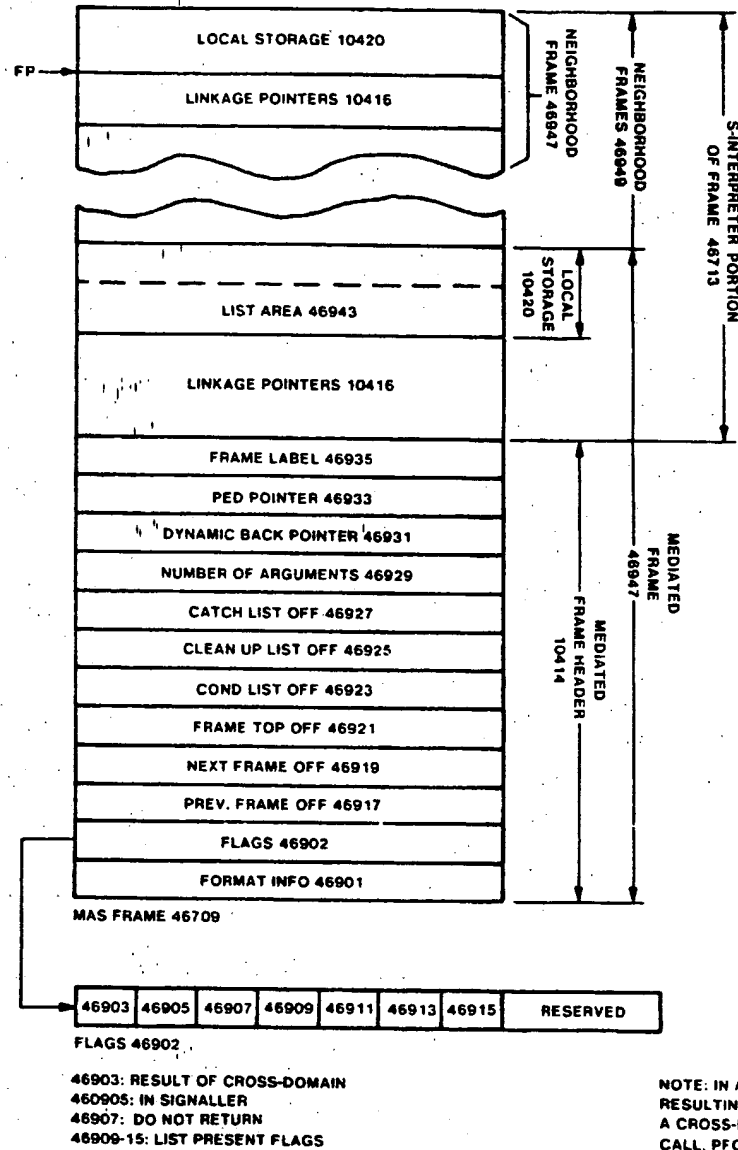 LOCAL STORAGE 10420
FP
LINKAGE POINTERS 10416
NEIGHBORHOOD
FRAME 46947
NEIGHBORHOOD
FRAMES 46949
S-INTERPRETER PORTION
OF FRAME 46713
LIST AREA 46943
LOCAL
STORAGE
10420
LINKAGE POINTERS 10416
FRAME LABEL 46935
PED POINTER 46933
DYNAMIC BACK POINTER 46931
NUMBER OF ARGUMENTS 46929
CATCH LIST OFF 46927
CLEAN UP LIST OFF 46925
COND LIST OFF 46923
FRAME TOP OFF 46921
NEXT FRAME OFF 46919
PREV. FRAME OFF 46917
FLAGS 46902
FORMAT INFO 46901
MEDIATED
FRAME HEADER
10414
MEDIATED
FRAME
46947
MAS FRAME 46709
46903 46905 46907 46909 46911 46913 46915 RESERVED
FLAGS 46902
46903: RESULT OF CROSS-DOMAIN
460905: IN SIGNALLER
46907: DO NOT RETURN
46909-15: LIST PRESENT FLAGS
NOTE: IN A
RESULTIN
A CROSS-
CALL, PFO